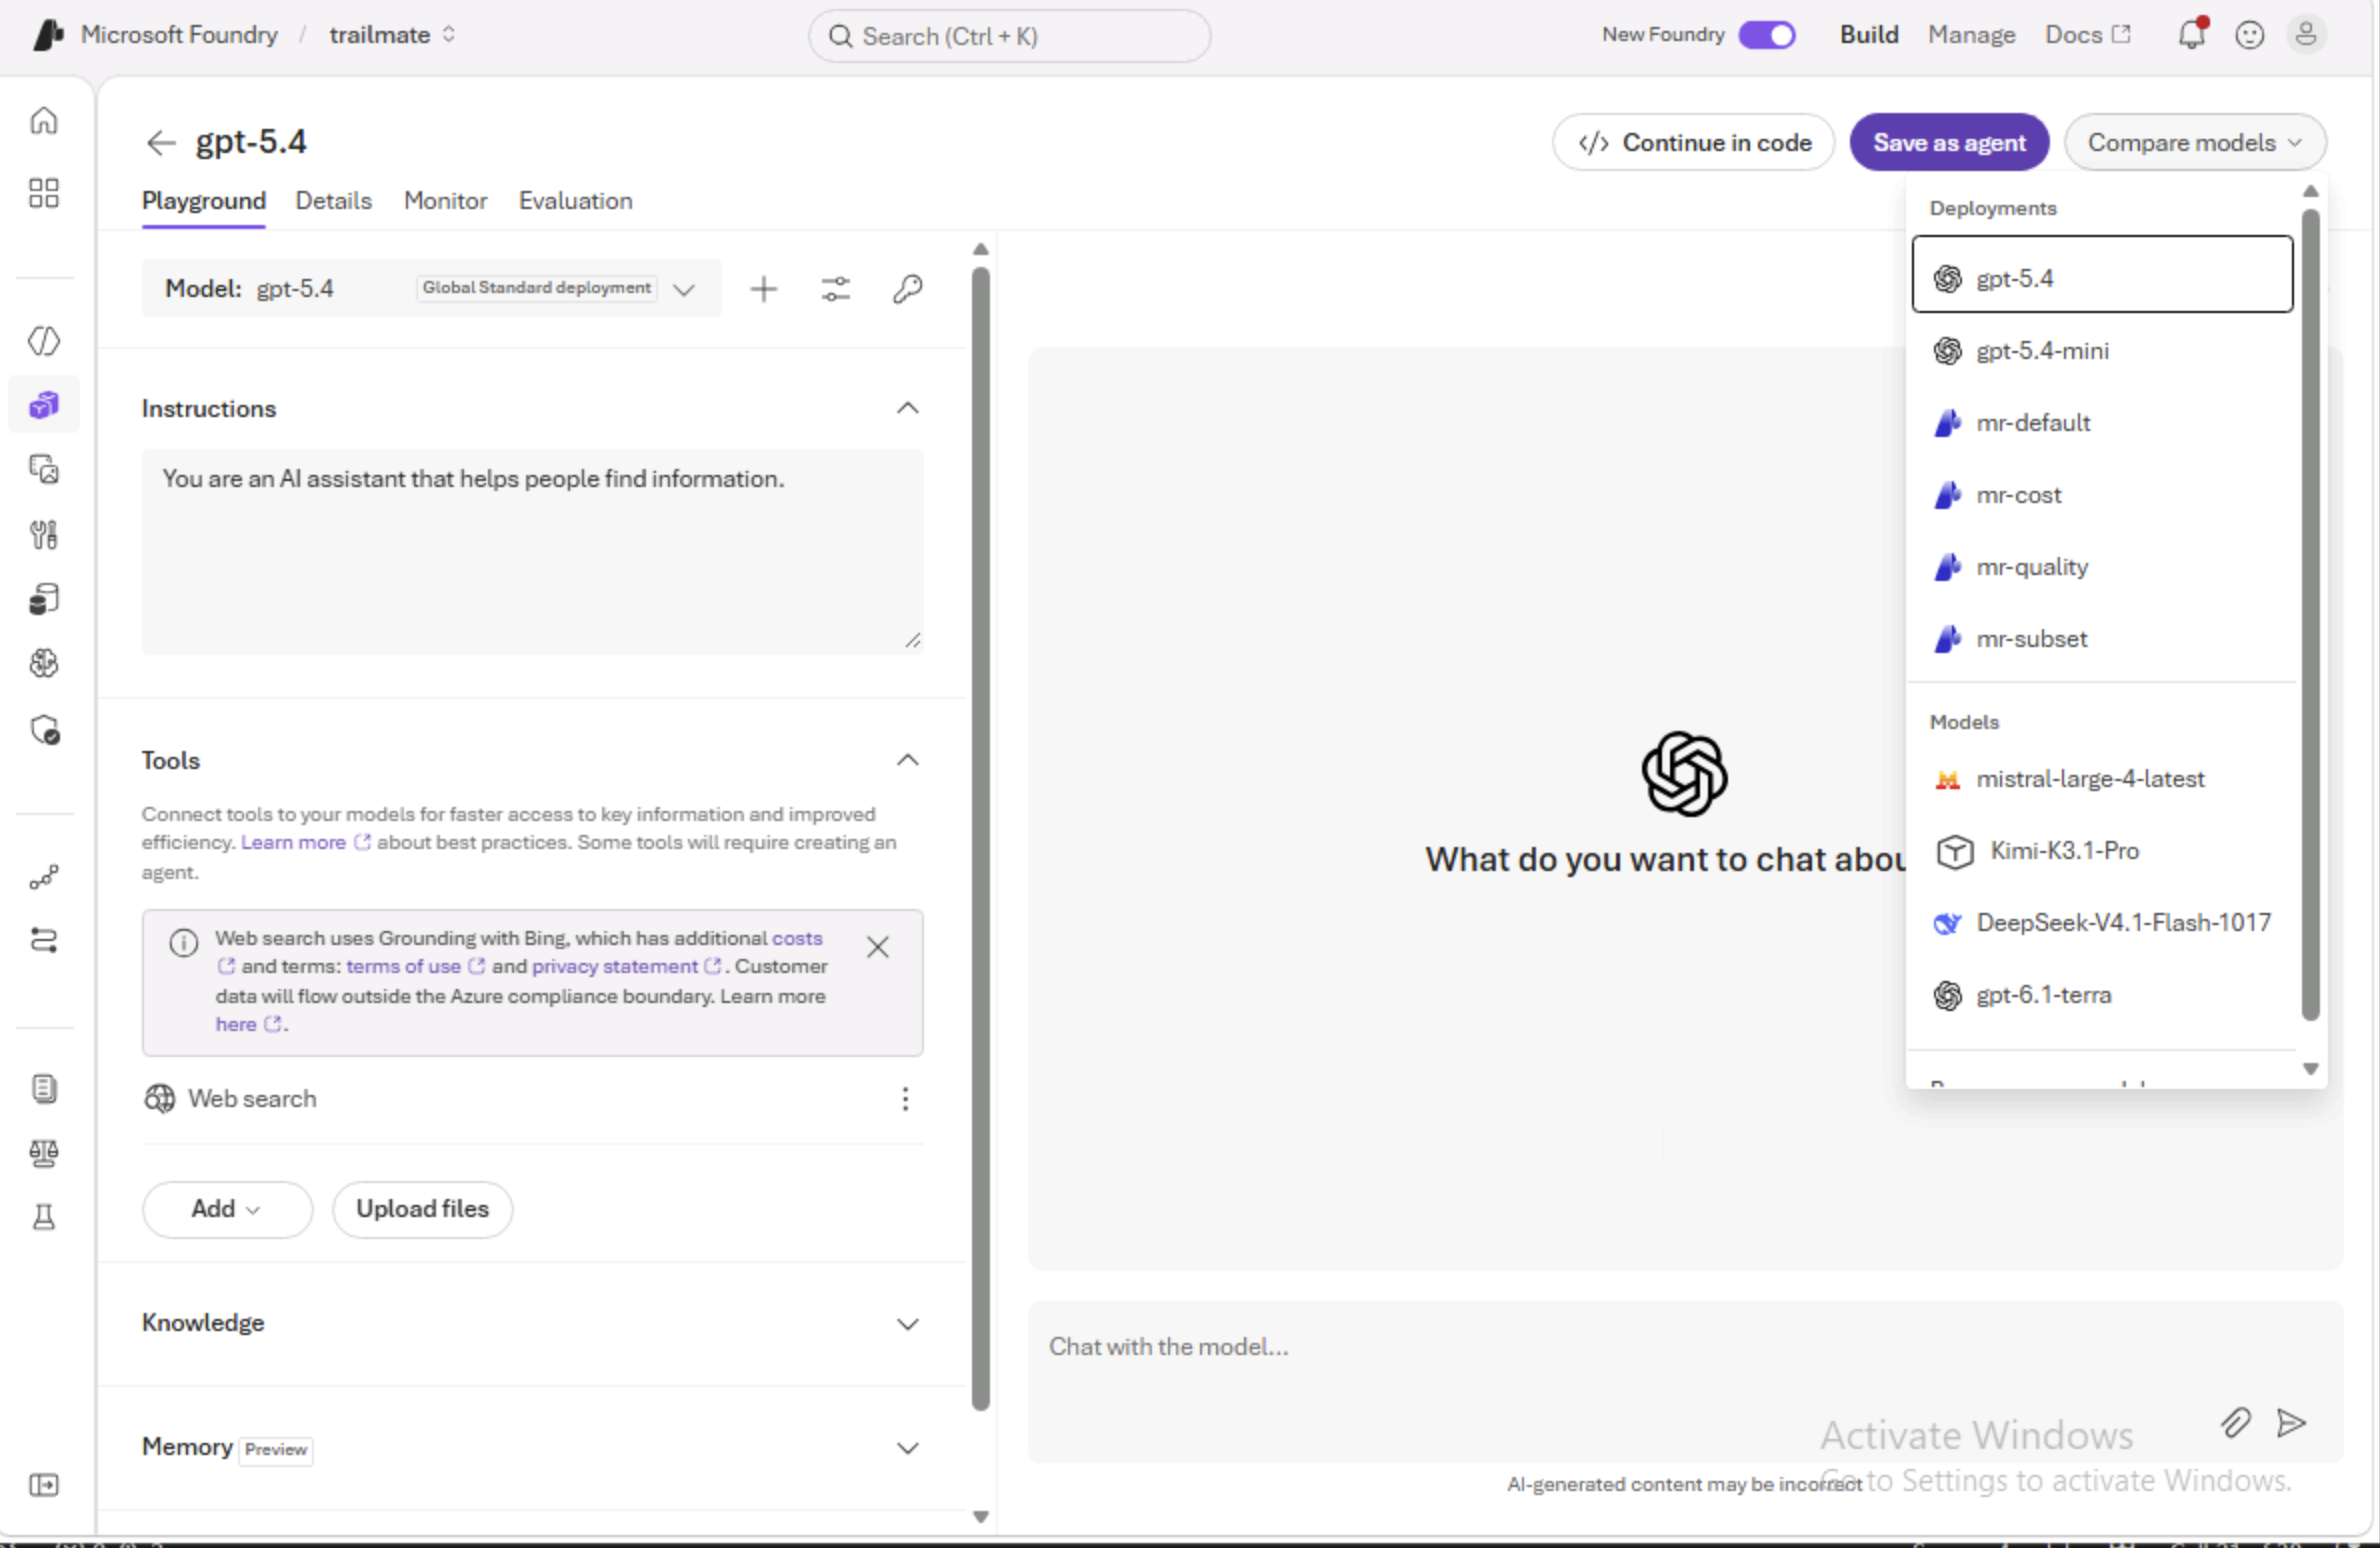 Microsoft Foundry / trailmate
Search (Ctrl + K)
New Foundry
Build
Manage
Docs
gpt-5.4
Continue in code
Save as agent
Compare models
Playground
Details
Monitor
Evaluation
Model: gpt-5.4
Global Standard deployment
Instructions
You are an AI assistant that helps people find information.
Tools
Connect tools to your models for faster access to key information and improved
efficiency. Learn more about best practices. Some tools will require creating an
agent.
Web search uses Grounding with Bing, which has additional costs
and terms: terms of use and privacy statement . Customer
data will flow outside the Azure compliance boundary. Learn more
here .
Web search
Add
Upload files
Knowledge
Memory Preview
What do you want to chat
Deployments
gpt-5.4
gpt-5.4-mini
mr-default
mr-cost
mr-quality
mr-subset
Models
mistral-large-4-latest
Kimi-K3.1-Pro
DeepSeek-V4.1-Flash-1017
gpt-6.1-terra
Chat with the model...
AI-generated content may be incorrect
Activate Windows
Go to Settings to activate Windows.